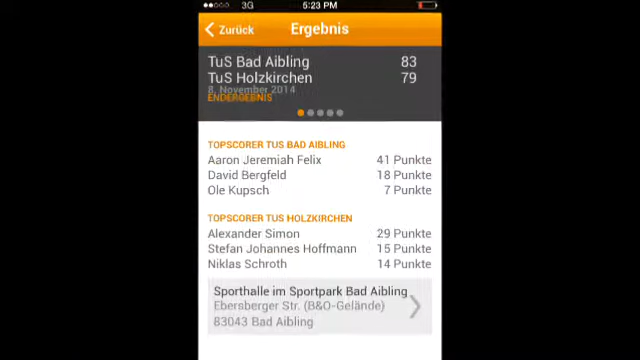 3G 5:23 PM
Zurück Ergebnis
TuS Bad Aibling 83
TuS Holzkirchen 79
8. November 2014
ENDERGEBNIS
TOPSCORER TUS BAD AIBLING
Aaron Jeremiah Felix 41 Punkte
David Bergfeld 18 Punkte
Ole Kupsch 7 Punkte
TOPSCORER TUS HOLZKIRCHEN
Alexander Simon 29 Punkte
Stefan Johannes Hoffmann 15 Punkte
Niklas Schroth 14 Punkte
Sporthalle im Sportpark Bad Aibling
Ebersberger Str. (B&O-Gelände)
83043 Bad Aibling